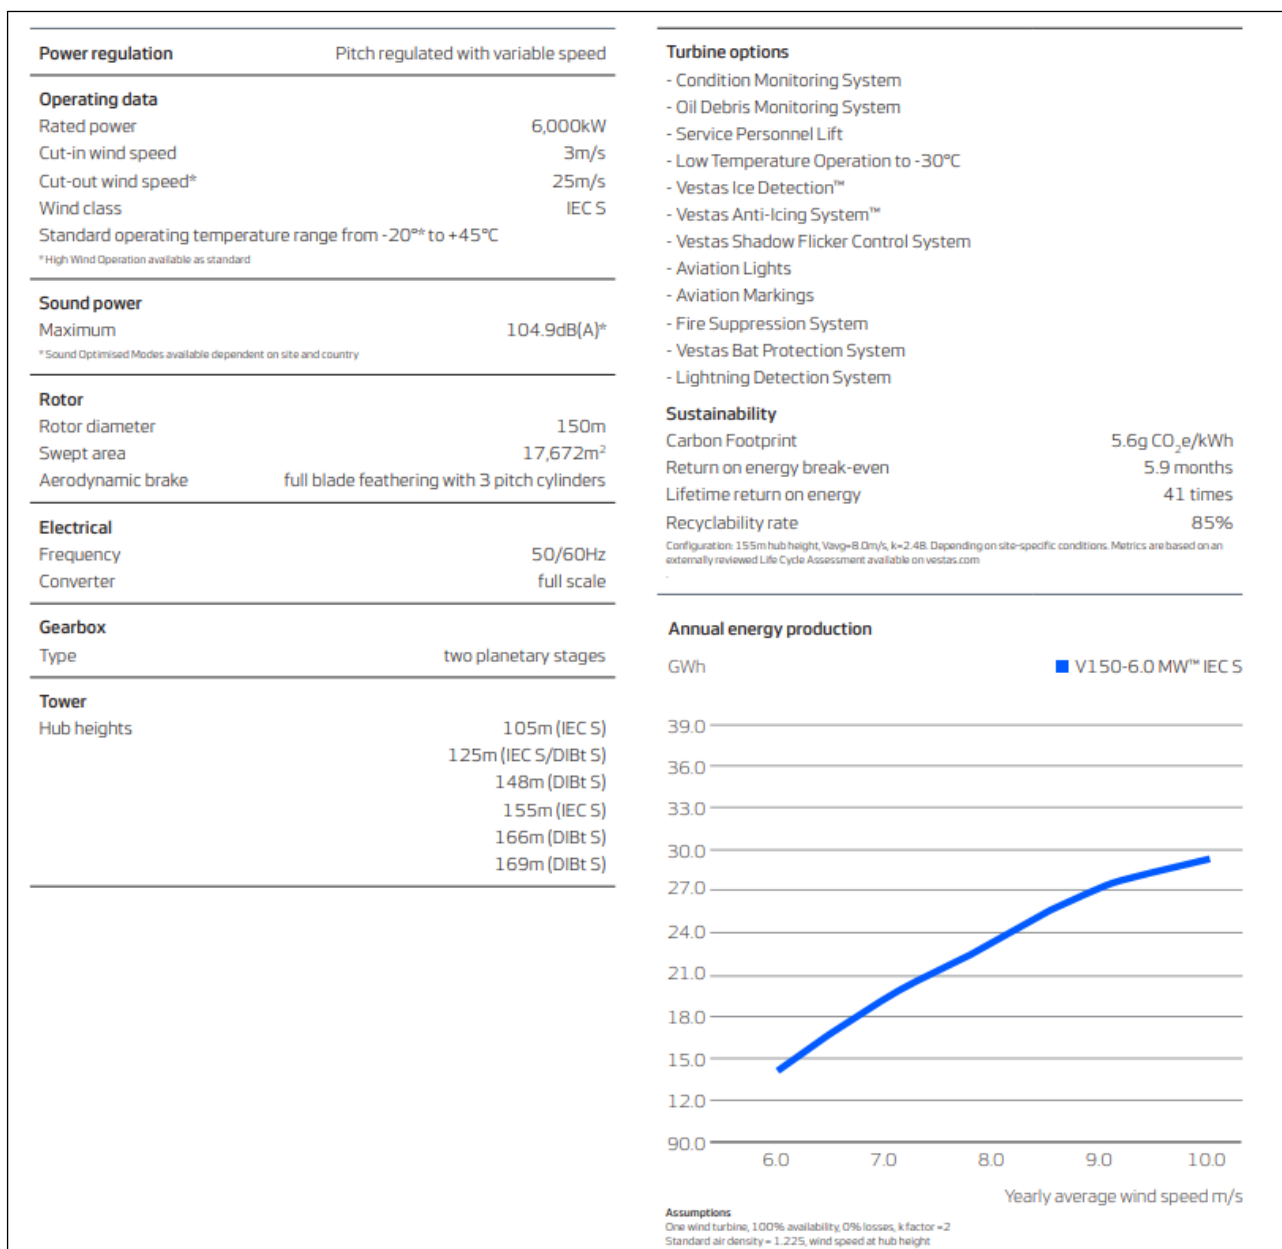 Power regulation Pitch regulated with variable speed
Operating data
Rated power 6,000kW
Cut-in wind speed 3m/s
Cut-out wind speed* 25m/s
Wind class IEC S
Standard operating temperature range from -20°* to +45°C
*High Wind Operation available as standard
Sound power
Maximum 104.9dB(A)*
*Sound Optimised Modes available dependent on site and country
Rotor
Rotor diameter 150m
Swept area 17,672m²
Aerodynamic brake full blade feathering with 3 pitch cylinders
Electrical
Frequency 50/60Hz
Converter full scale
Gearbox
Type two planetary stages
Tower
Hub heights 105m (IEC S)
125m (IEC S/DIBt S)
148m (DIBt S)
155m (IEC S)
166m (DIBt S)
169m (DIBt S)
Turbine options
- Condition Monitoring System
- Oil Debris Monitoring System
- Service Personnel Lift
- Low Temperature Operation to -30°C
- Vestas Ice Detection™
- Vestas Anti-Icing System™
- Vestas Shadow Flicker Control System
- Aviation Lights
- Aviation Markings
- Fire Suppression System
- Vestas Bat Protection System
- Lightning Detection System
Sustainability
Carbon Footprint 5.6g CO₂e/kWh
Return on energy break-even 5.9 months
Lifetime return on energy 41 times
Recyclability rate 85%
Configuration: 155m hub height, Vavg=8.0m/s, k=2.48. Depending on site-specific conditions. Metrics are based on an
externally reviewed Life Cycle Assessment available on vestas.com
.
Annual energy production
GWh V150-6.0 MW™ IEC S
39.0
36.0
33.0
30.0
27.0
24.0
21.0
18.0
15.0
12.0
90.0
6.0 7.0 8.0 9.0 10.0
Yearly average wind speed m/s
Assumptions
One wind turbine, 100% availability, 0% losses, k factor =2
Standard air density = 1.225, wind speed at hub height